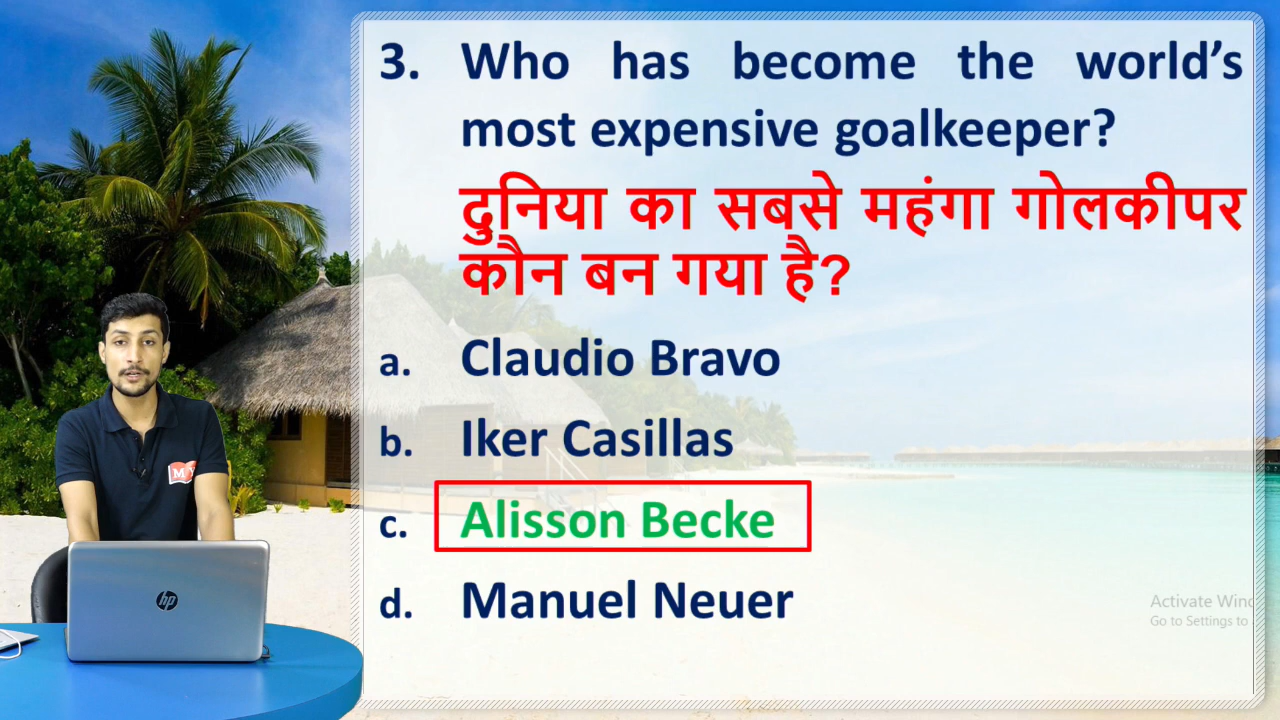 3. Who has become the world’s
most expensive goalkeeper?
दुनिया का सबसे महंगा गोलकीपर
कौन बन गया है?
a. Claudio Bravo
b. Iker Casillas
c. Alisson Becke
d. Manuel Neuer
M Y
hp
Activate Wind
Go to Settings to